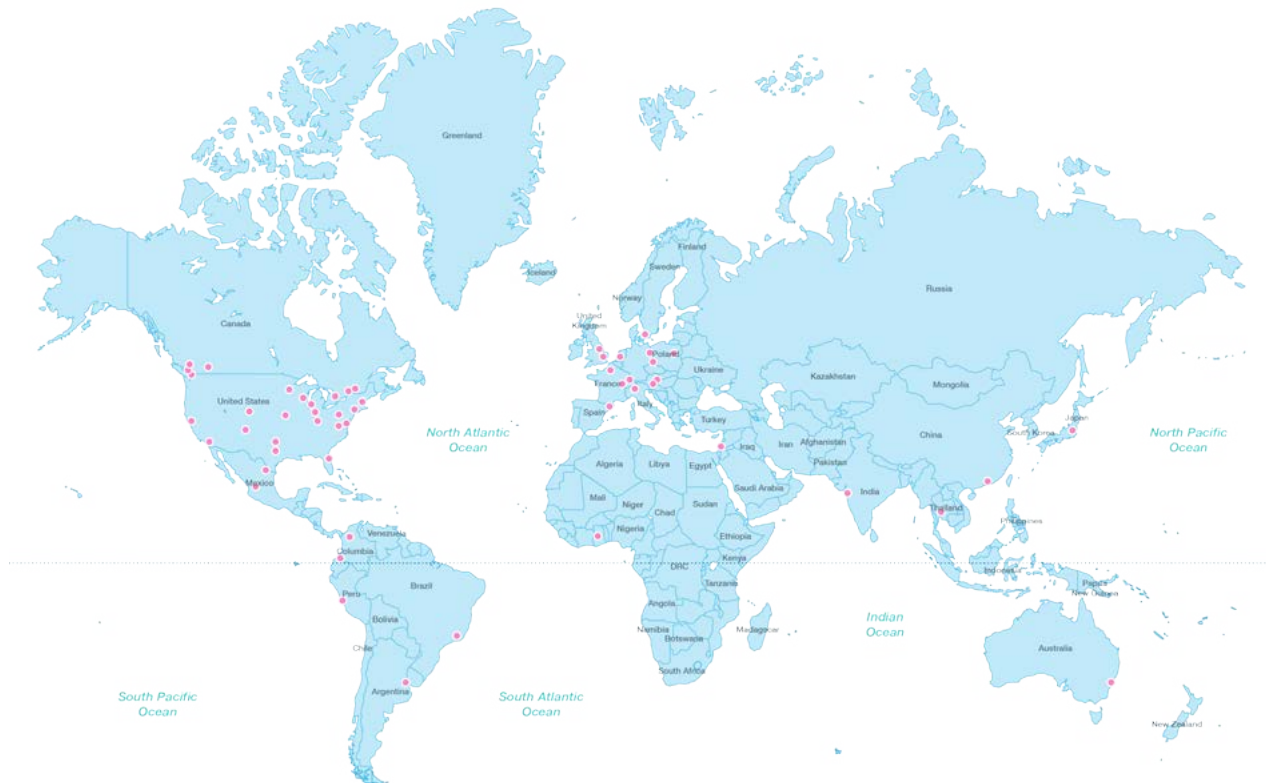 Greenland
Finland
Iceland
Sweden
Russia
Norway
United
Kingdom
Canada
Poland
Ukraine
Kazakhstan
Mongolia
France
United States
Italy
Spain
Turkey
Japan
North Atlantic
Ocean
China
South Korea
North Pacific
Ocean
Iraq
Iran
Afghanistan
Algeria
Libya
Egypt
Pakistan
Mexico
Saudi Arabia
India
Mali
Niger
Sudan
Chad
Thailand
Philippines
Nigeria
Venezuela
Ethiopia
Columbia
Kenya
DRC
Indonesia
Brazil
Tanzania
Papua
New Guinea
Peru
Angola
Indian
Ocean
Bolivia
Namibia
Madagascar
Botswana
Chile
Australia
South Africa
Argentina
South Pacific
Ocean
South Atlantic
Ocean
New Zealand